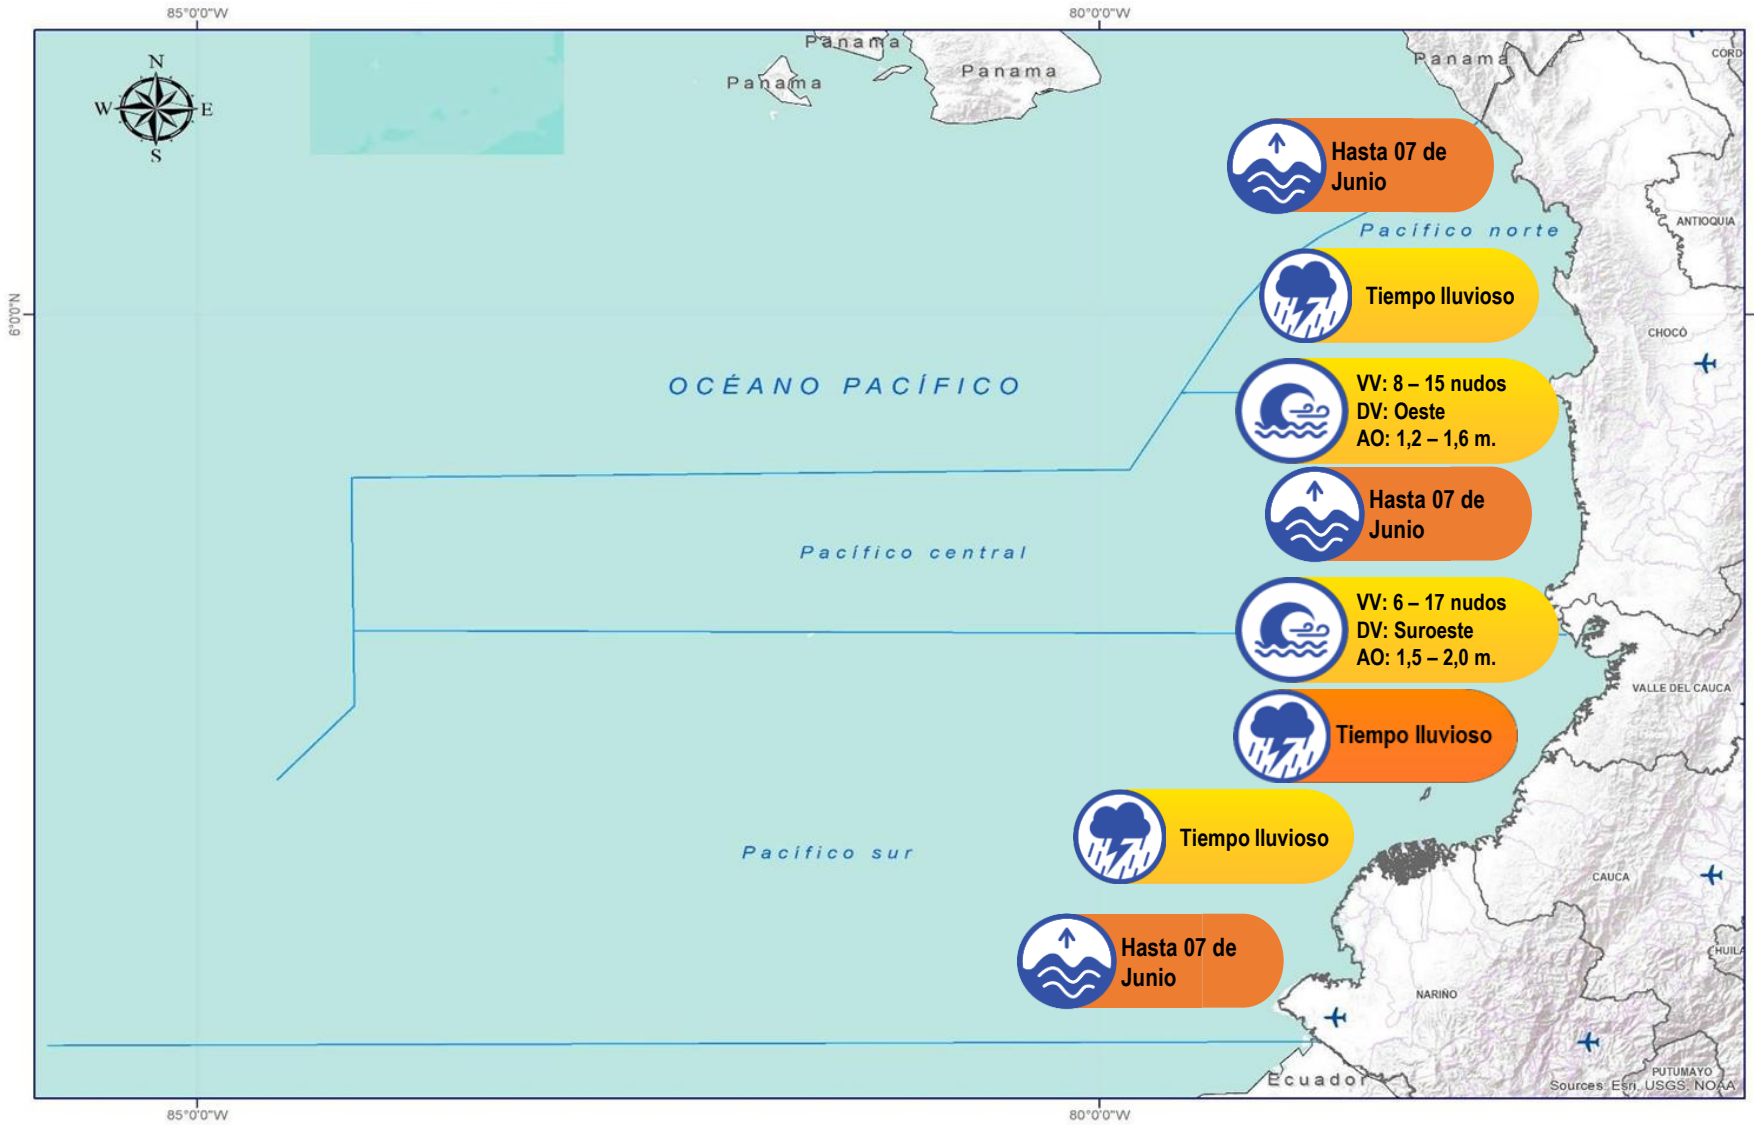 85°0'0"W
80°0'0"W
N
W
E
S
Panama
Panama
Panama
Panama
CORD
Hasta 07 de
Junio
ANTIOQUIA
Pacífico norte
6°0'0"N
Tiempo lluvioso
CHOCÓ
OCÉANO PACÍFICO
VV: 8 – 15 nudos
DV: Oeste
AO: 1,2 – 1,6 m.
Hasta 07 de
Junio
Pacífico central
VV: 6 – 17 nudos
DV: Suroeste
AO: 1,5 – 2,0 m.
VALLE DEL CAUCA
Tiempo lluvioso
Tiempo lluvioso
Pacífico sur
CAUCA
Hasta 07 de
Junio
HUILA
NARIÑO
PUTUMAYO
Ecuador
Sources: Esri, USGS, NOAA
85°0'0"W
80°0'0"W